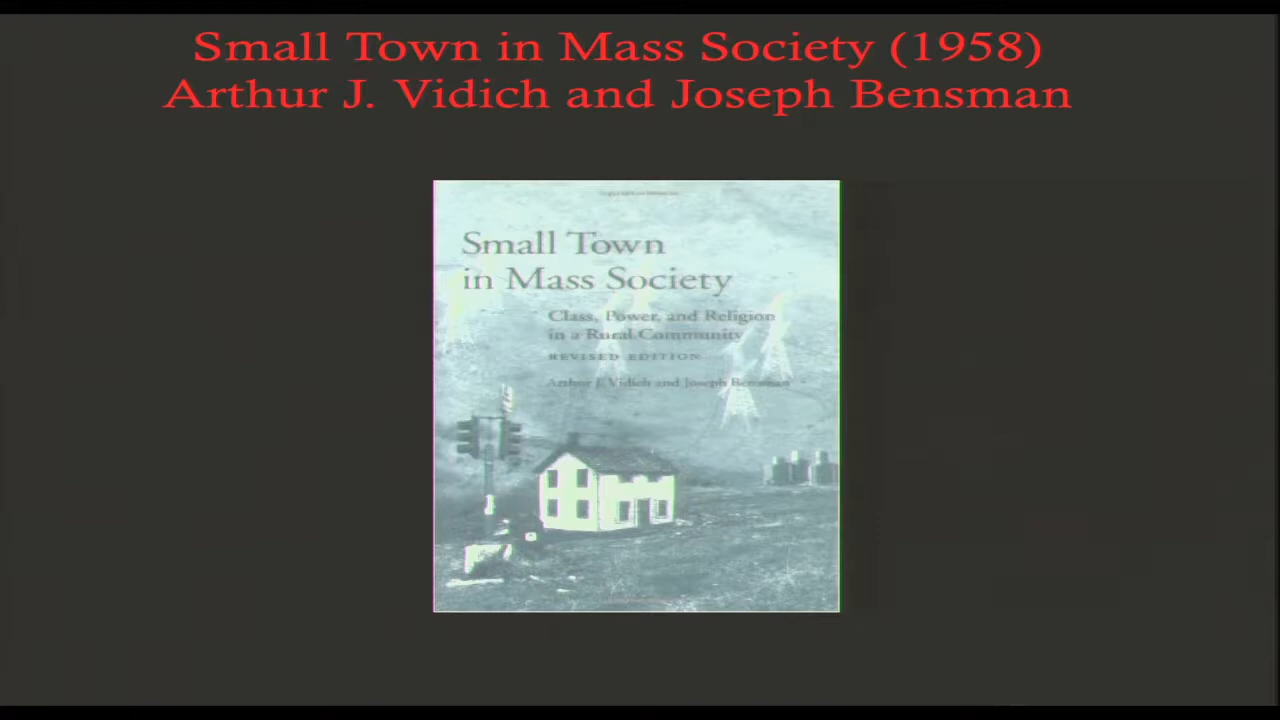 Small Town in Mass Society (1958)
Arthur J. Vidich and Joseph Bensman
Small Town
in Mass Society
Class, Power, and Religion
in a Rural Community
REVISED EDITION
Arthur J. Vidich and Joseph Bensman